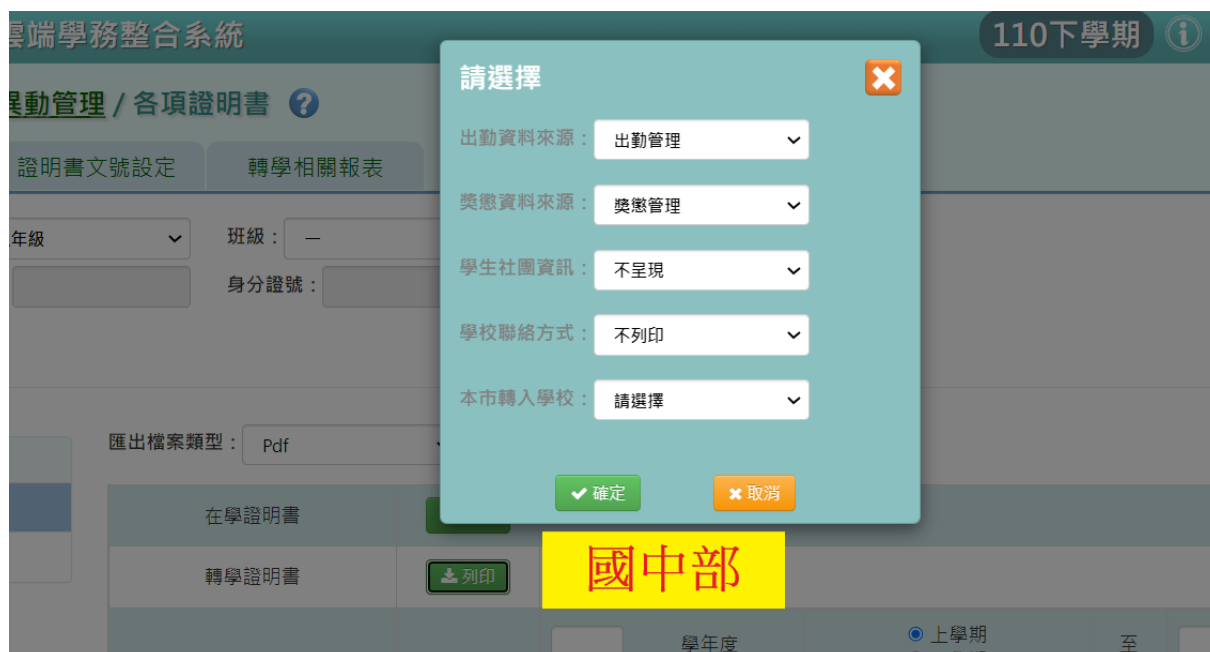 雲端學務整合系統
110下學期
請選擇
異動管理 / 各項證明書
出勤資料來源： 出勤管理
證明書文號設定 轉學相關報表
獎懲資料來源： 獎懲管理
年級 班級： —
學生社團資訊： 不呈現
身分證號：
學校聯絡方式： 不列印
本市轉入學校： 請選擇
匯出檔案類型： Pdf
確定 取消
在學證明書
國中部
轉學證明書 列印
學年度 上學期 至